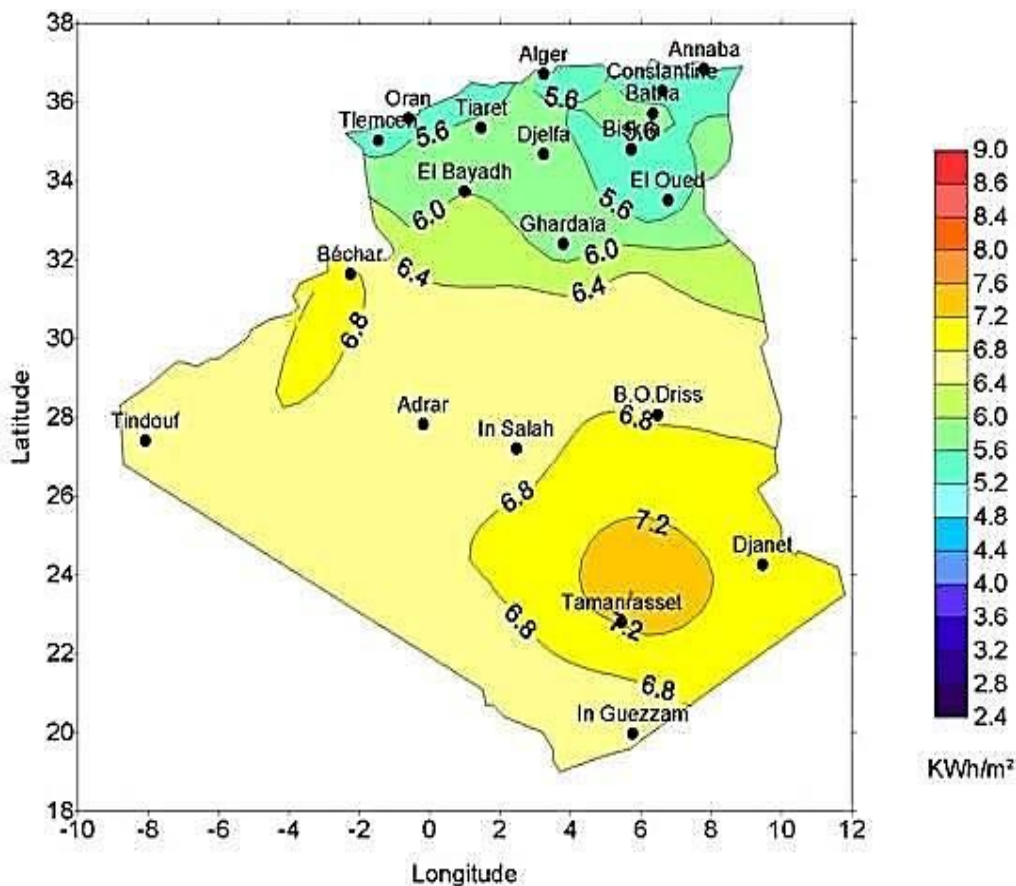 38
36
34
32
30
28
26
24
22
20
18
Latitude
-10
-8
-6
-4
-2
0
2
4
6
8
10
12
Longitude
Annaba
Alger
Constantine
Batna
Oran
Tiaret
5.6
Tlemcen
5.6
Djelfa
Biskra
5.6
El Bayadh
El Oued
5.6
6.0
Ghardaïa
6.0
Béchar
6.4
6.4
6.8
Tindouf
Adrar
B.O.Driss
6.8
In Salah
6.8
7.2
Djanet
Taman/asset
7.2
6.8
6.8
In Guezzam
9.0
8.6
8.4
8.0
7.6
7.2
6.8
6.4
6.0
5.6
5.2
4.8
4.4
4.0
3.6
3.2
2.8
2.4
KWh/m²